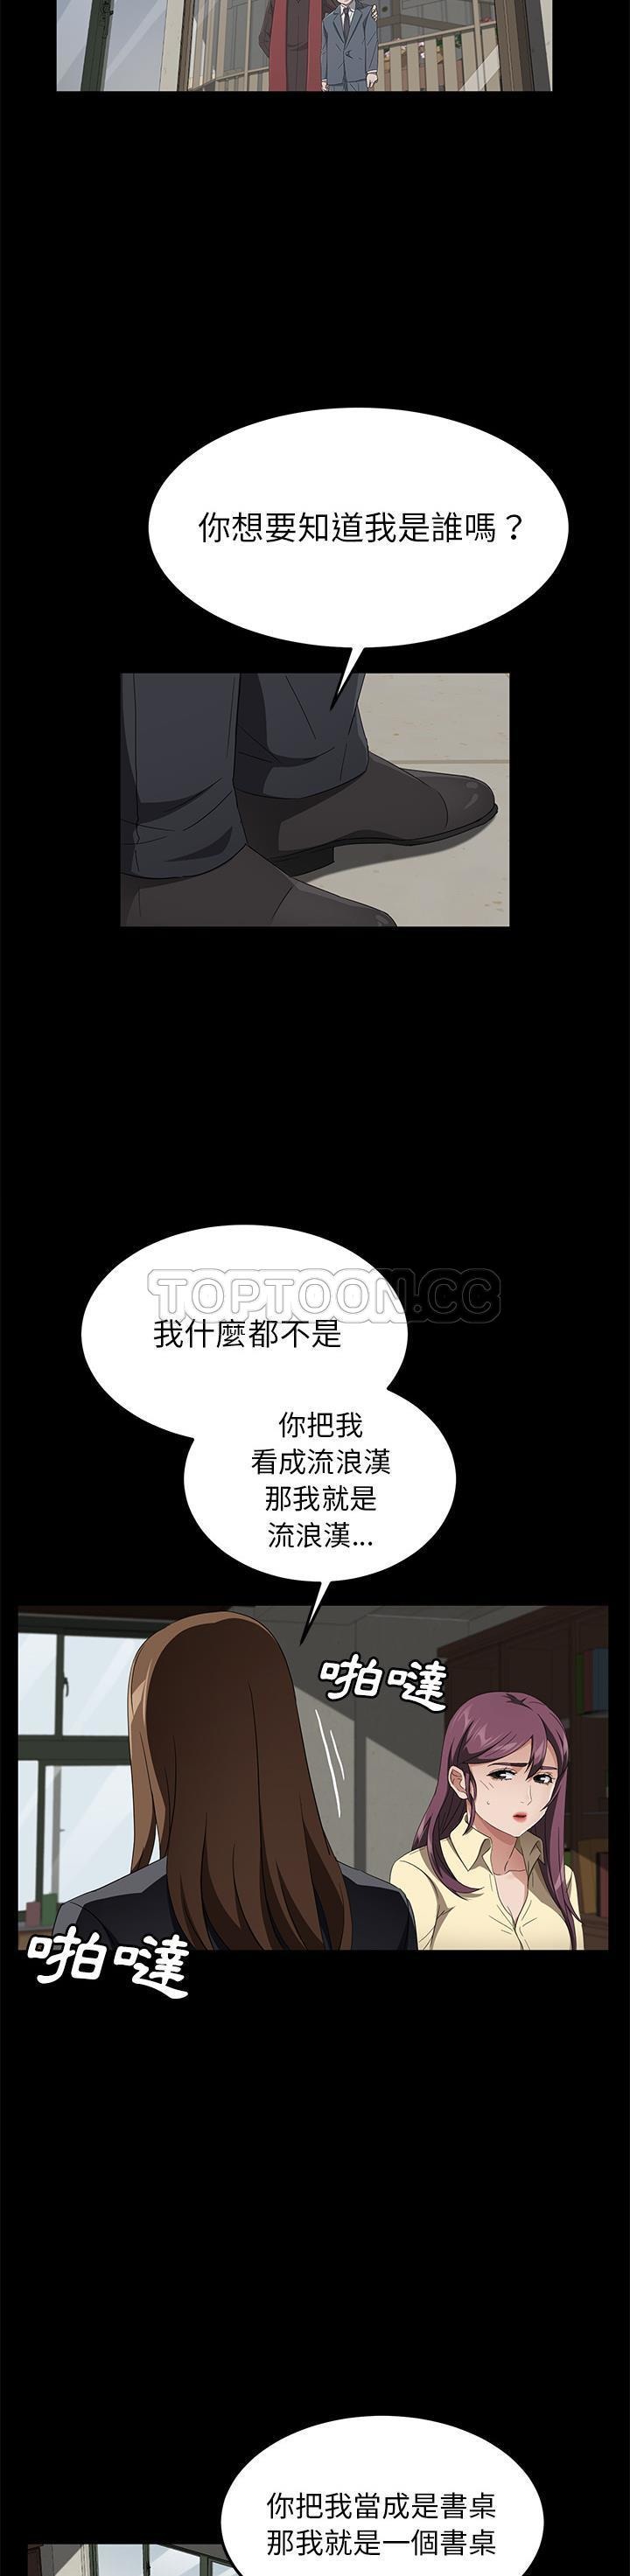 你想要知道我是誰嗎？
TOPTOON.CC
我什麼都不是
你把我
看成流浪漢
那我就是
流浪漢...
啪噠
啪噠
你把我當成是書桌
那我就是一個書桌